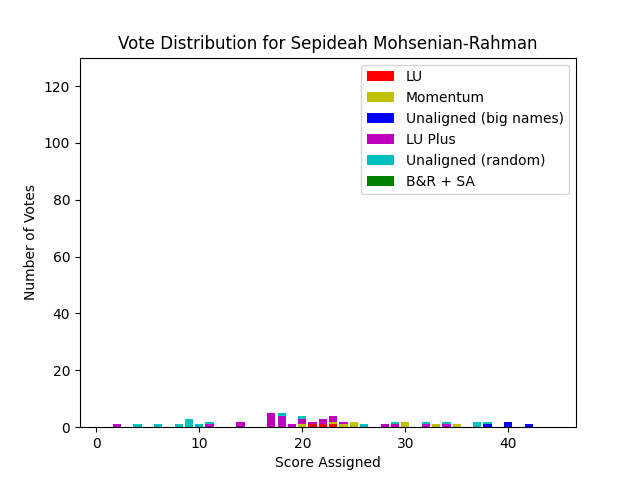 Vote Distribution for Sepideah Mohsenian-Rahman
120
100
80
60
40
20
0
Number of Votes
LU
Momentum
Unaligned (big names)
LU Plus
Unaligned (random)
B&R + SA
0 10 20 30 40
Score Assigned